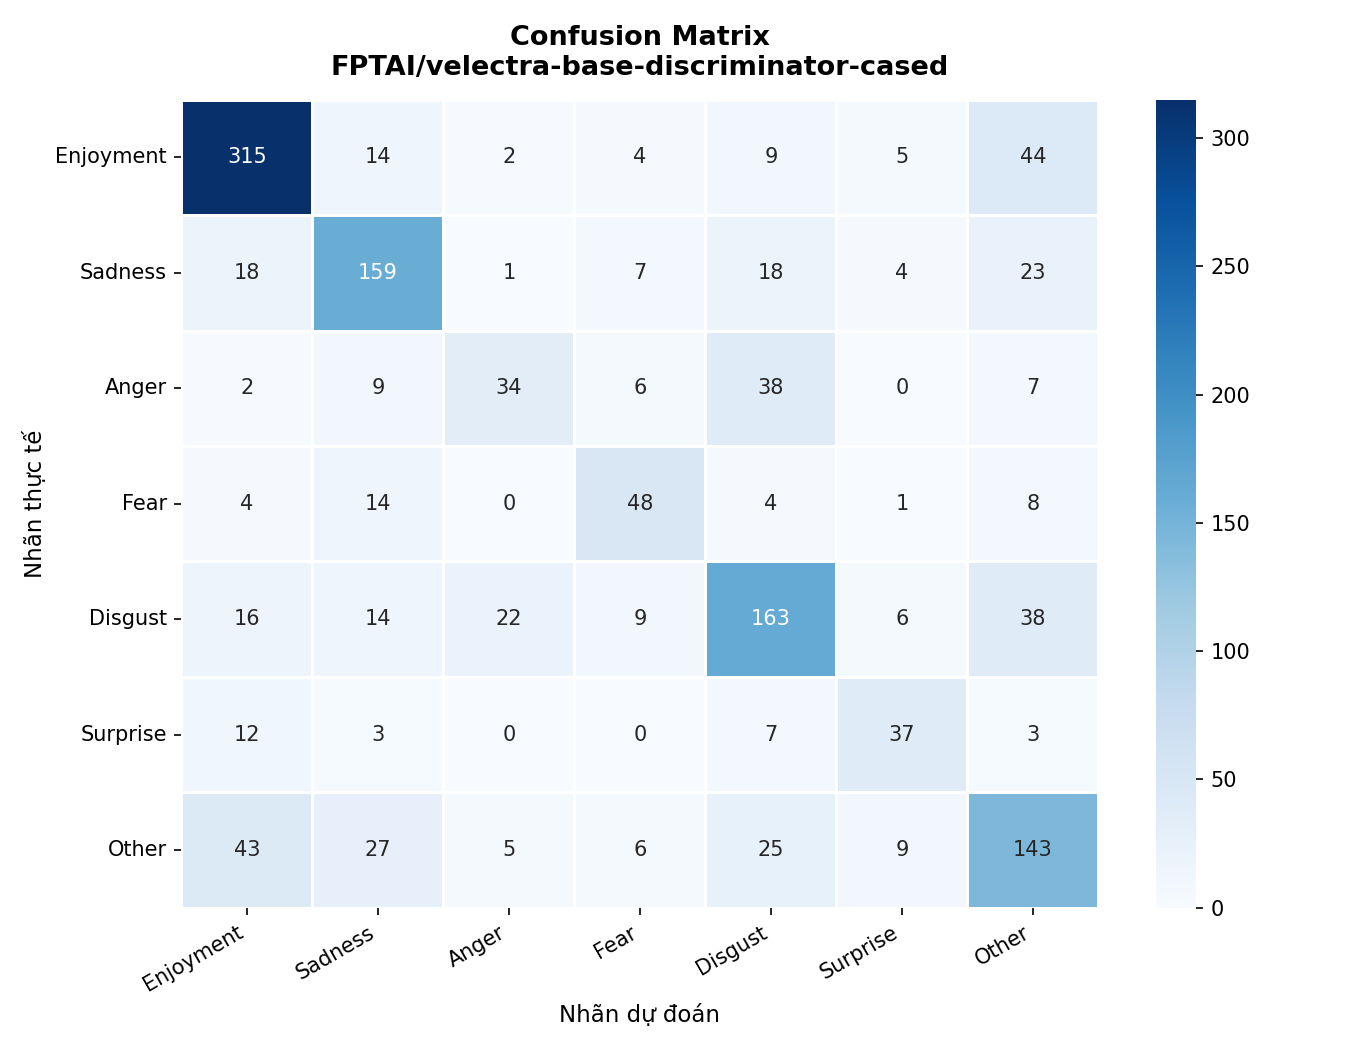 Confusion Matrix
FPTAI/velectra-base-discriminator-cased
Nhãn thực tế
Enjoyment 315 14 2 4 9 5 44
Sadness 18 159 1 7 18 4 23
Anger 2 9 34 6 38 0 7
Fear 4 14 0 48 4 1 8
Disgust 16 14 22 9 163 6 38
Surprise 12 3 0 0 7 37 3
Other 43 27 5 6 25 9 143
Enjoyment Sadness Anger Fear Disgust Surprise Other
Nhãn dự đoán
300
250
200
150
100
50
0